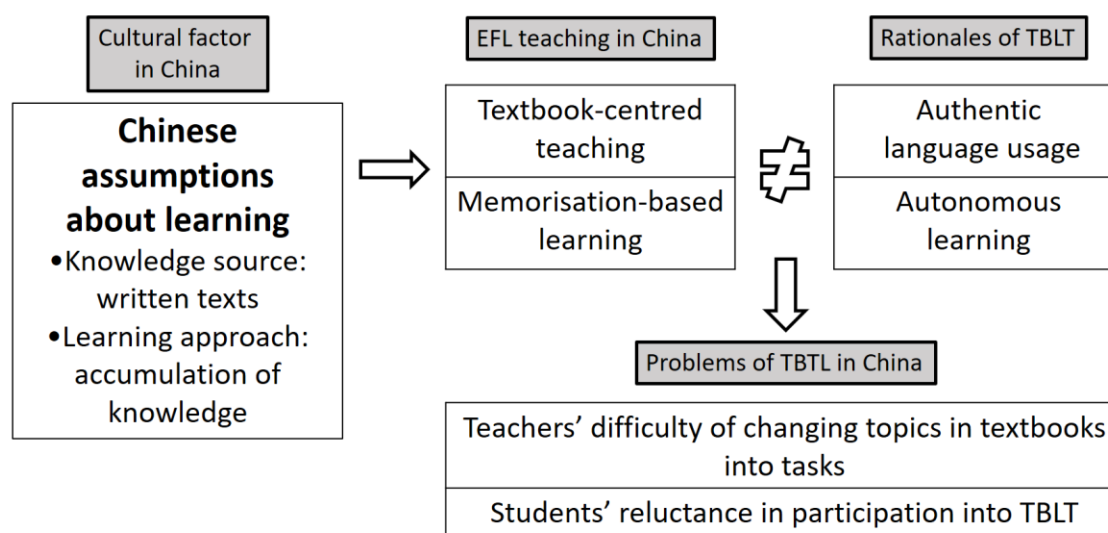 Cultural factor
in China
Chinese
assumptions
about learning
•Knowledge source:
written texts
•Learning approach:
accumulation of
knowledge
EFL teaching in China
Textbook-centred
teaching
Memorisation-based
learning
≠
Rationales of TBLT
Authentic
language usage
Autonomous
learning
Problems of TBTL in China
Teachers’ difficulty of changing topics in textbooks
into tasks
Students’ reluctance in participation into TBLT